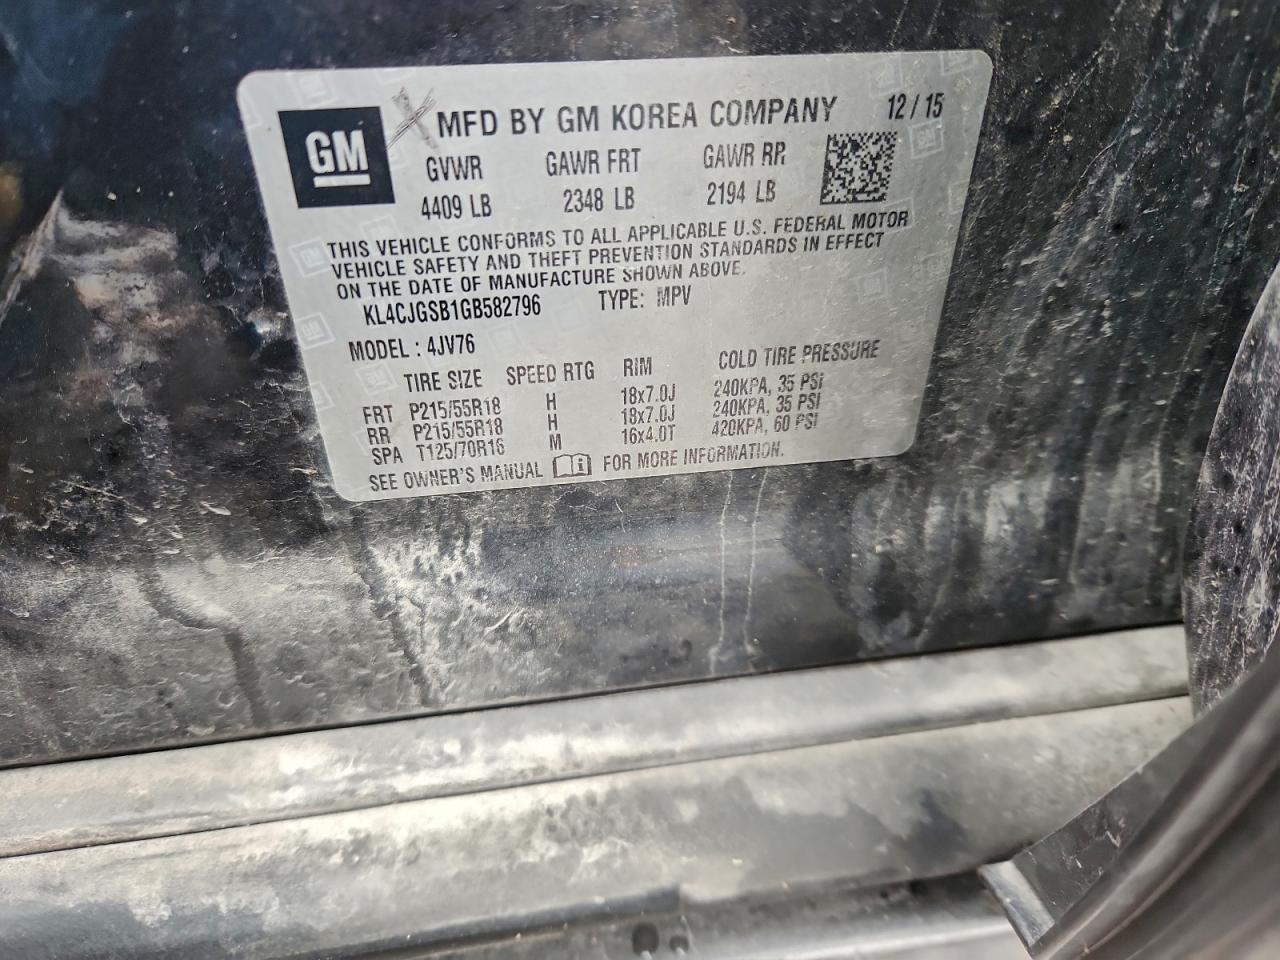 GM
MFD BY GM KOREA COMPANY 12/15
GVWR GAWR FRT GAWR RR
4409 LB 2348 LB 2194 LB
THIS VEHICLE CONFORMS TO ALL APPLICABLE U.S. FEDERAL MOTOR
VEHICLE SAFETY AND THEFT PREVENTION STANDARDS IN EFFECT
ON THE DATE OF MANUFACTURE SHOWN ABOVE.
KL4CJGSB1GB582796 TYPE: MPV
MODEL : 4JV76
TIRE SIZE SPEED RTG RIM COLD TIRE PRESSURE
FRT P215/55R18 H 18x7.0J 240KPA, 35 PSI
RR P215/55R18 H 18x7.0J 240KPA, 35 PSI
SPA T125/70R16 M 16x4.0T 420KPA, 60 PSI
SEE OWNER'S MANUAL FOR MORE INFORMATION.